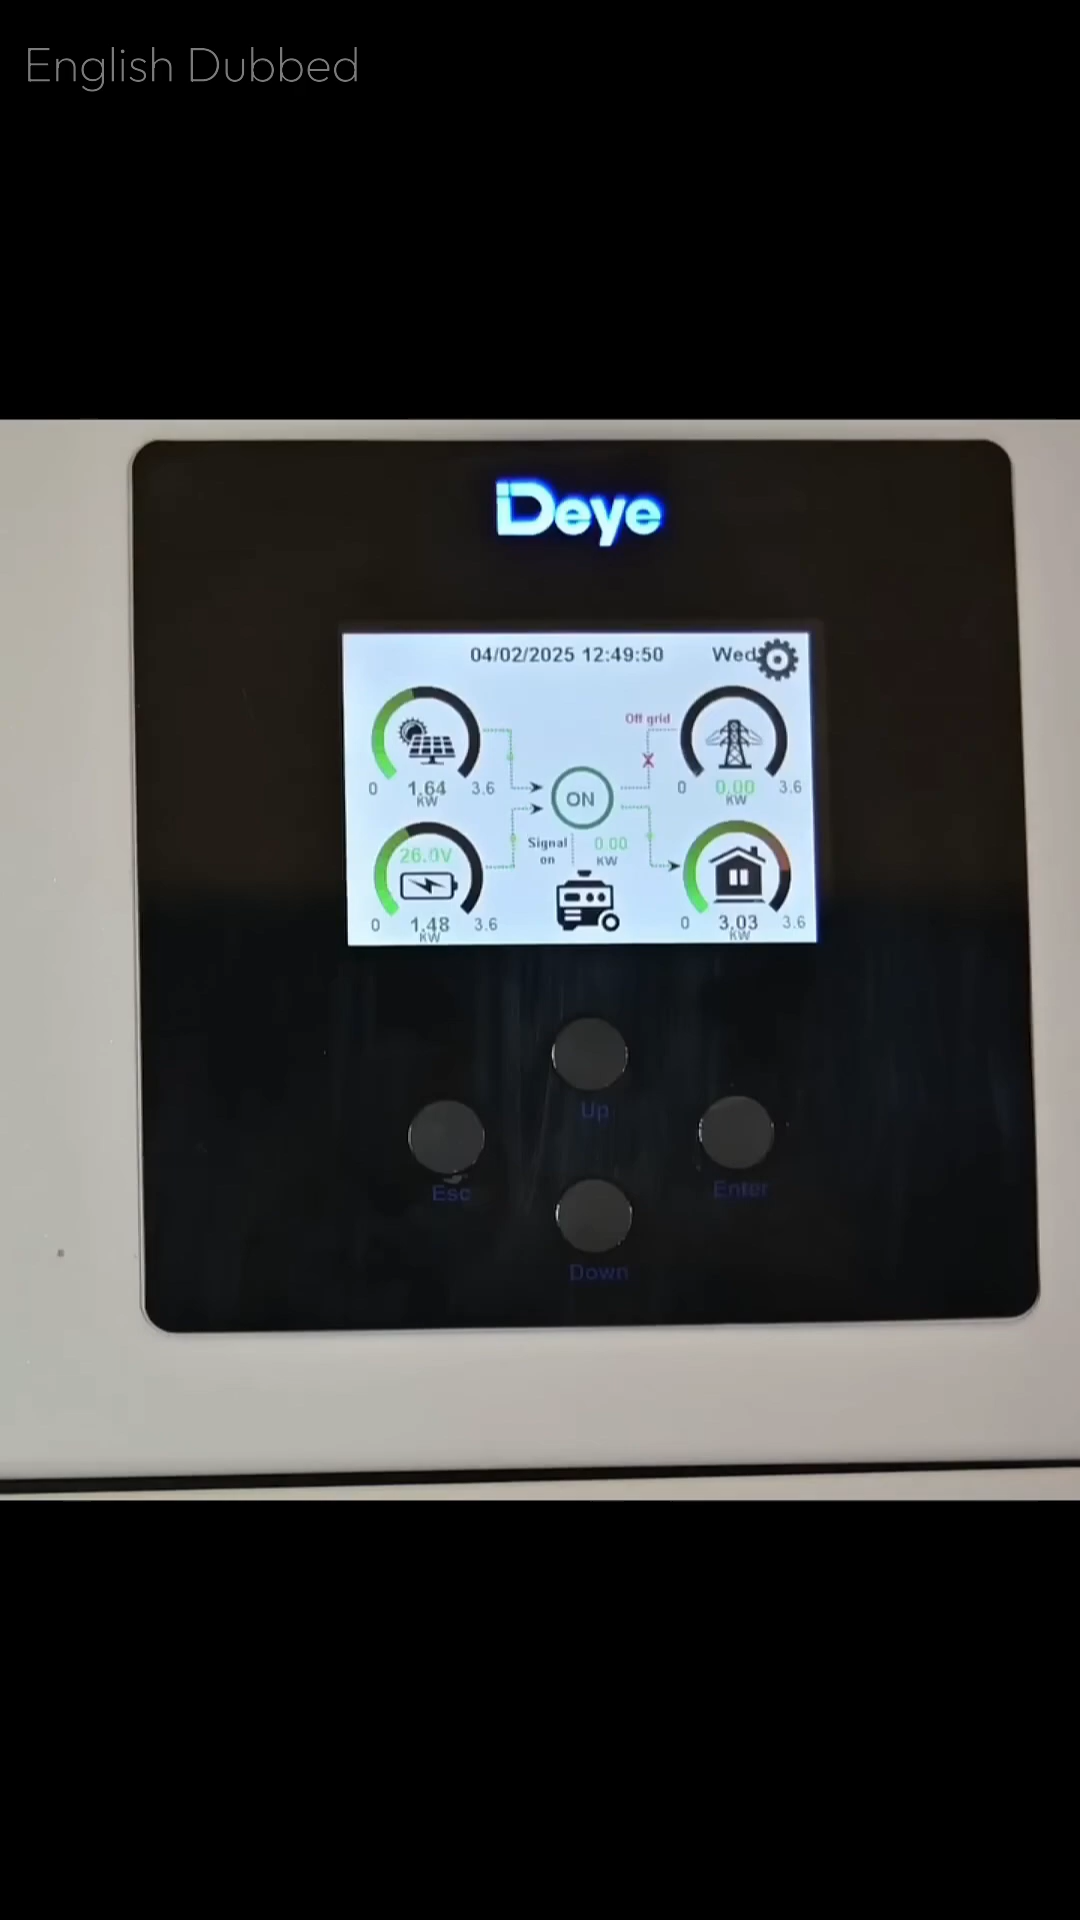 English Dubbed
Deye
04/02/2025 12:49:50 Wed
Off grid
0 1.64 3.6
KW
0 0.00 3.6
KW
ON
26.0V
Signal on
0.00
KW
0 1.48 3.6
KW
0 3.03 3.6
KW
Up
Esc
Enter
Down